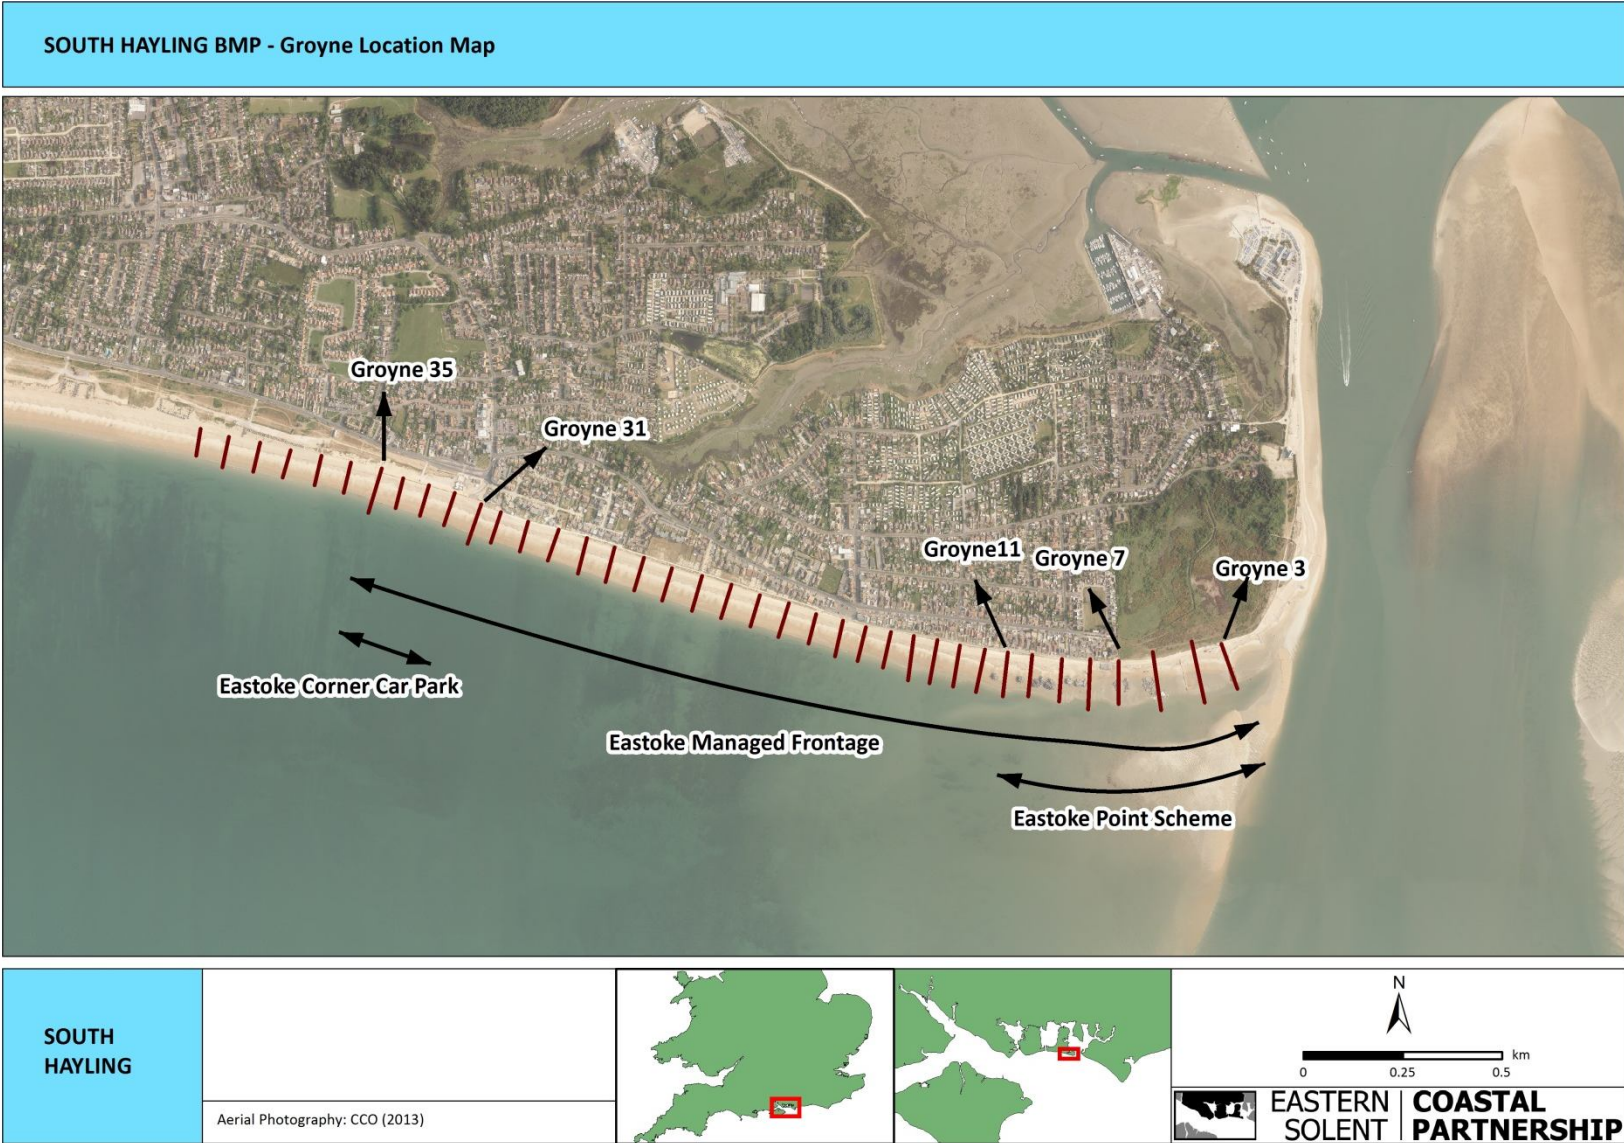 SOUTH HAYLING BMP - Groyne Location Map
Groyne 35
Groyne 31
Groyne11
Groyne 7
Groyne 3
Eastoke Corner Car Park
Eastoke Managed Frontage
Eastoke Point Scheme
SOUTH
HAYLING
Aerial Photography: CCO (2013)
N
km
0 0.25 0.5
EASTERN
SOLENT
COASTAL
PARTNERSHIP